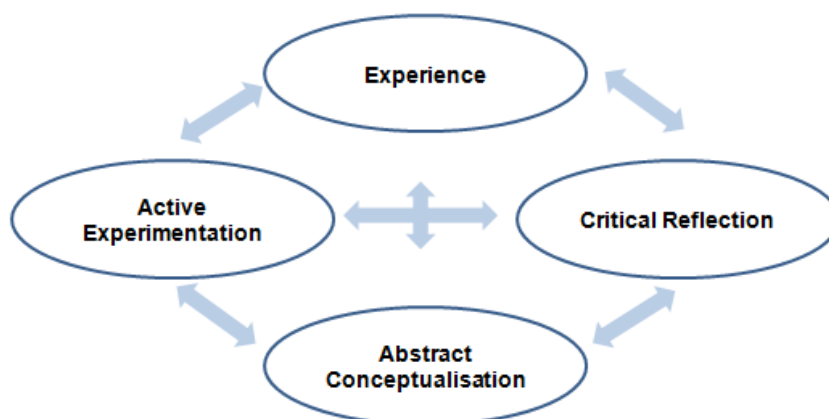 Experience
Active
Experimentation
Critical Reflection
Abstract
Conceptualisation